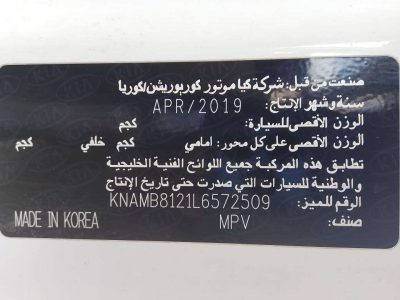 صنعت من قبل: شركة كيا موتور كوربوريشن/كوريا
سنة وشهر الإنتاج: APR/2019
الوزن الأقصى للسيارة: كجم
الوزن الأقصى على كل محور: امامي كجم خلفي كجم
تطابق هذه المركبة جميع اللوائح الفنية الخليجية
والوطنية للسيارات التي صدرت حتى تاريخ الإنتاج
الوقم للميز: KNAMB8121L6572509
صنف: MPV
MADE IN KOREA